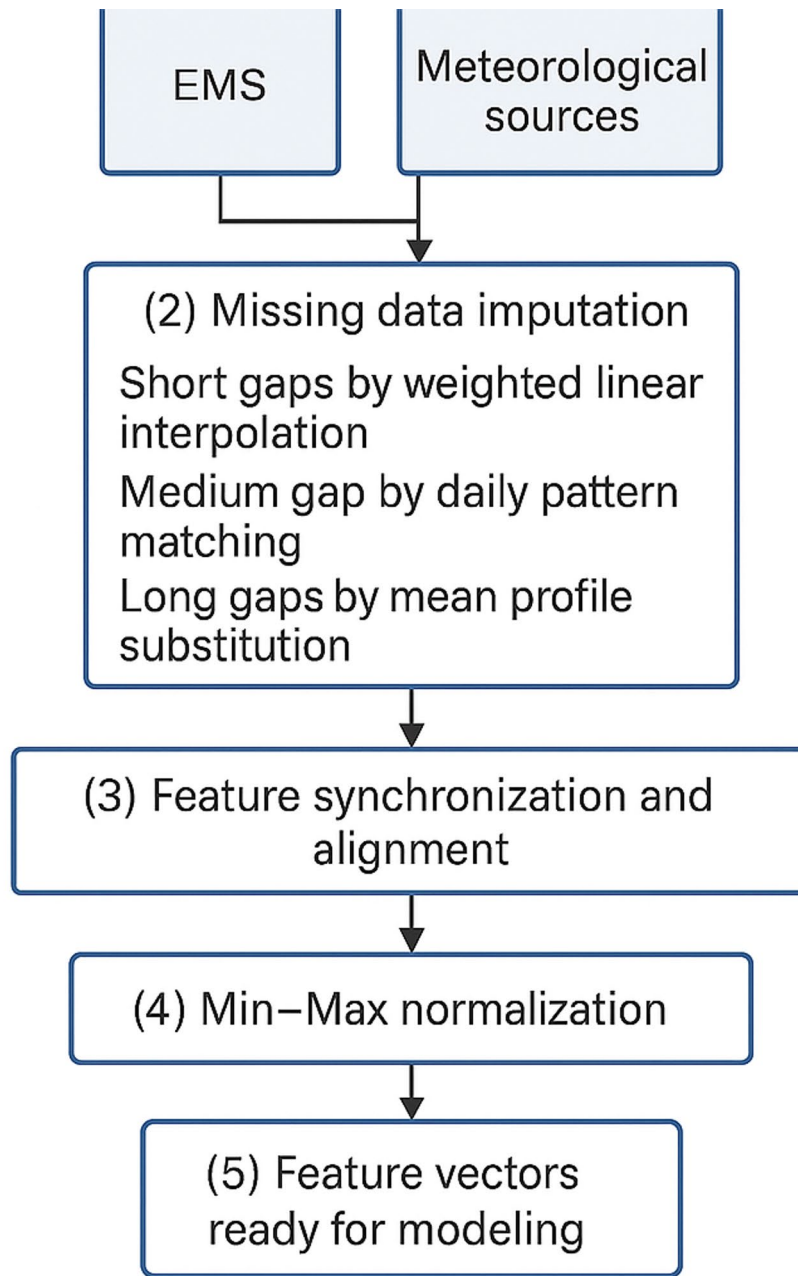 EMS
Meteorological
sources
(2) Missing data imputation
Short gaps by weighted linear
interpolation
Medium gap by daily pattern
matching
Long gaps by mean profile
substitution
(3) Feature synchronization and
alignment
(4) Min–Max normalization
(5) Feature vectors
ready for modeling